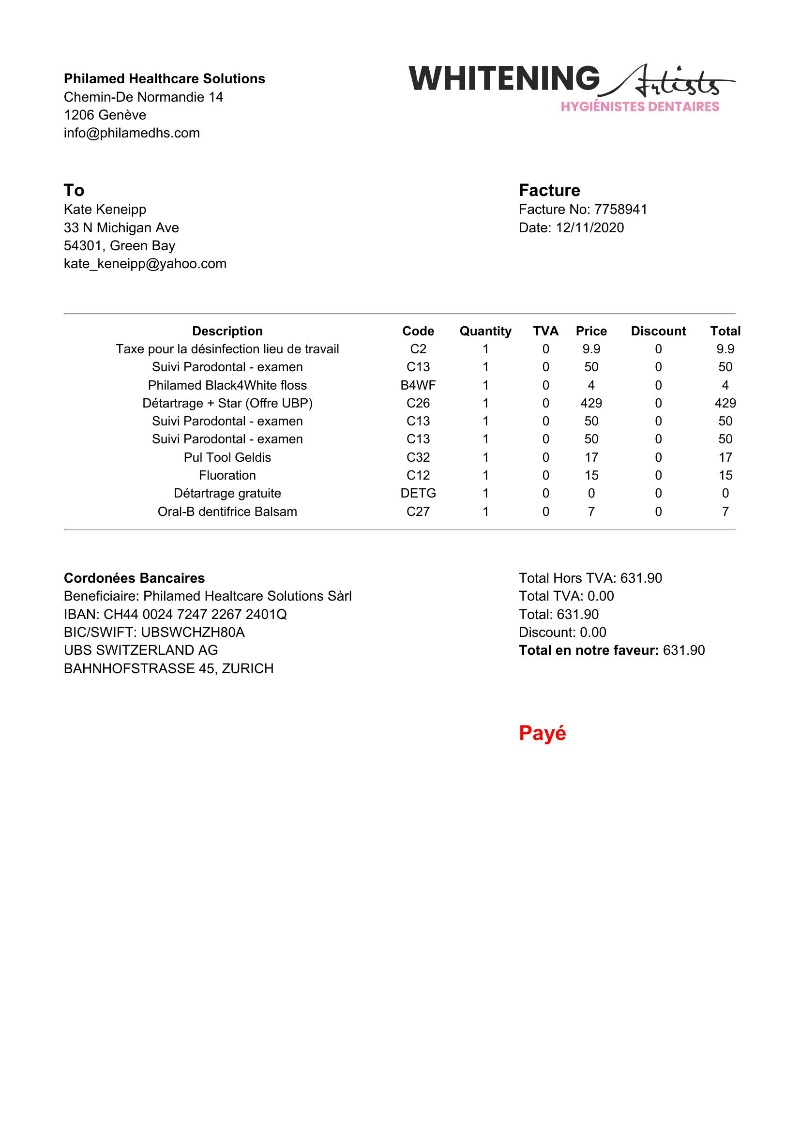 Philamed Healthcare Solutions
Chemin-De Normandie 14
1206 Genève
info@philamedhs.com
WHITENING Artists
HYGIÉNISTES DENTAIRES
To
Kate Keneipp
33 N Michigan Ave
54301, Green Bay
kate_keneipp@yahoo.com
Facture
Facture No: 7758941
Date: 12/11/2020
Description Code Quantity TVA Price Discount Total
Taxe pour la désinfection lieu de travail C2 1 0 9.9 0 9.9
Suivi Parodontal - examen C13 1 0 50 0 50
Philamed Black4White floss B4WF 1 0 4 0 4
Détartrage + Star (Offre UBP) C26 1 0 429 0 429
Suivi Parodontal - examen C13 1 0 50 0 50
Suivi Parodontal - examen C13 1 0 50 0 50
Pul Tool Geldis C32 1 0 17 0 17
Fluoration C12 1 0 15 0 15
Détartrage gratuite DETG 1 0 0 0 0
Oral-B dentifrice Balsam C27 1 0 7 0 7
Cordonées Bancaires
Beneficiaire: Philamed Healtcare Solutions Sàrl
IBAN: CH44 0024 7247 2267 2401Q
BIC/SWIFT: UBSWCHZH80A
UBS SWITZERLAND AG
BAHNHOFSTRASSE 45, ZURICH
Total Hors TVA: 631.90
Total TVA: 0.00
Total: 631.90
Discount: 0.00
Total en notre faveur: 631.90
Payé